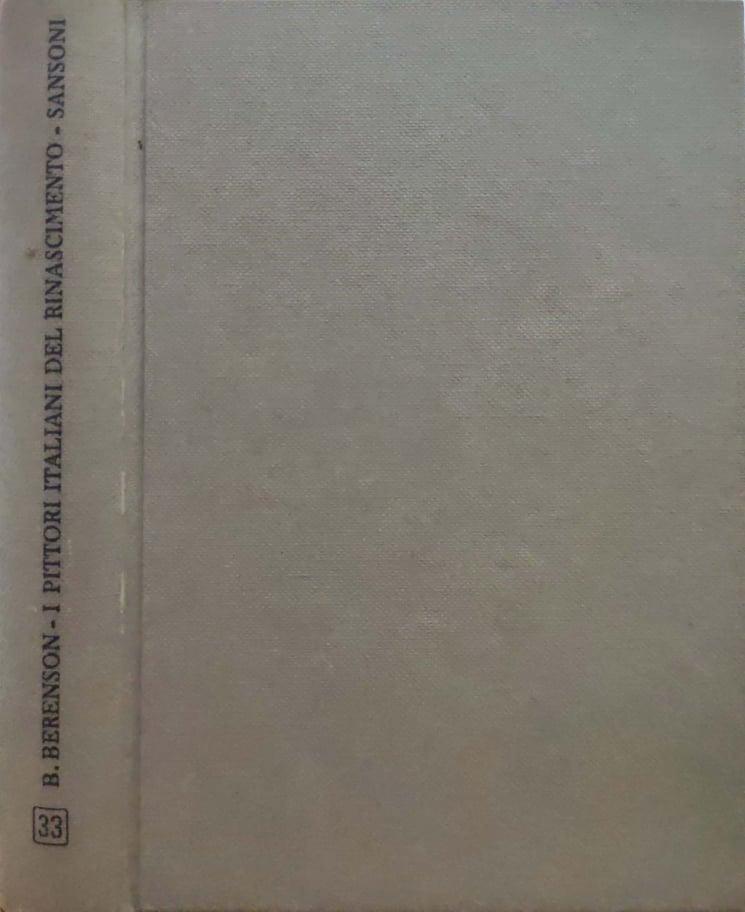 33 B. BERENSON - I PITTORI ITALIANI DEL RINASCIMENTO - SANSONI